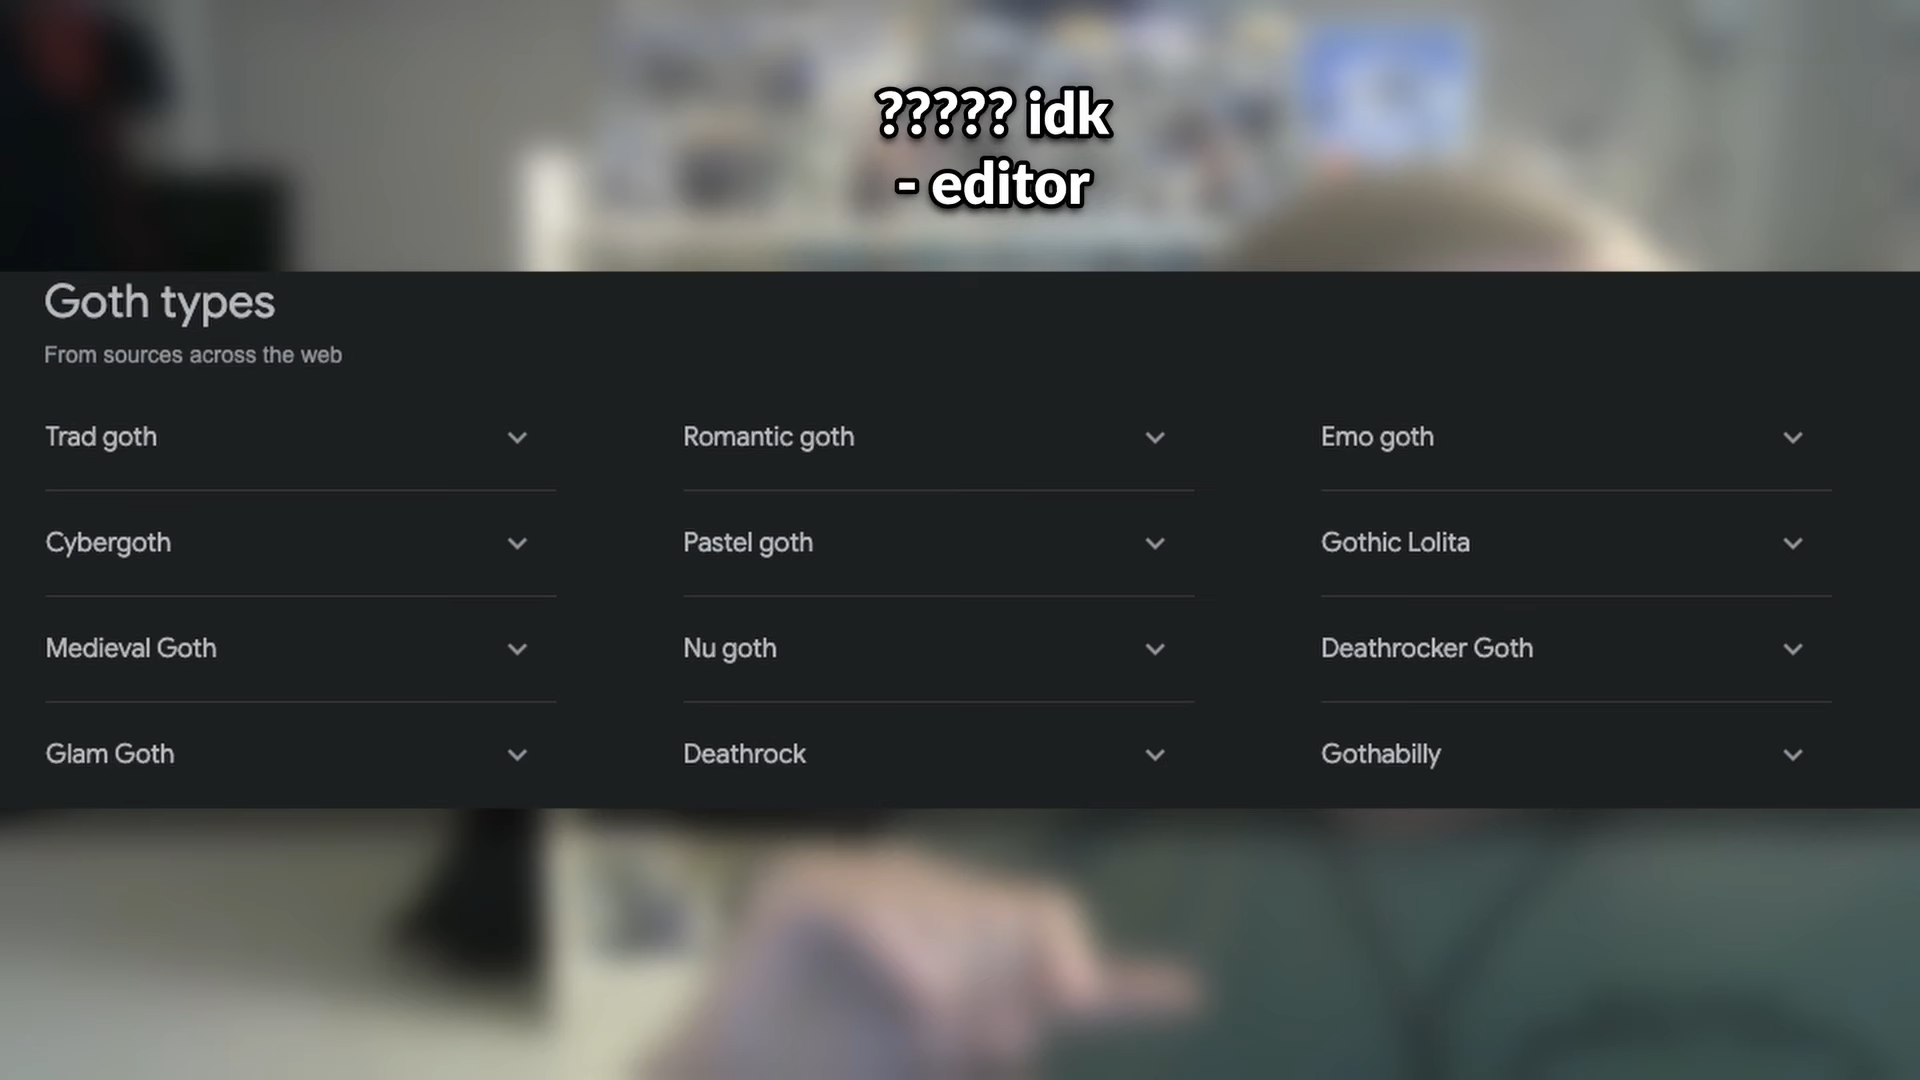 ????? idk
- editor
Goth types
From sources across the web
Trad goth
Romantic goth
Emo goth
Cybergoth
Pastel goth
Gothic Lolita
Medieval Goth
Nu goth
Deathrocker Goth
Glam Goth
Deathrock
Gothabilly